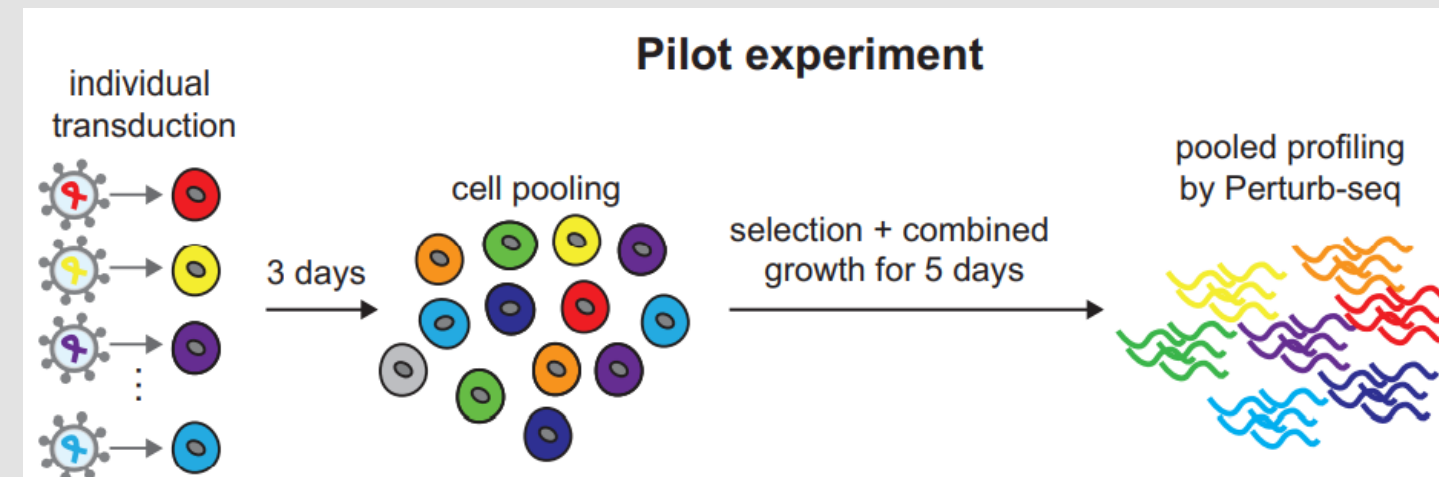 Pilot experiment
individual
transduction
3 days
cell pooling
selection + combined
growth for 5 days
pooled profiling
by Perturb-seq